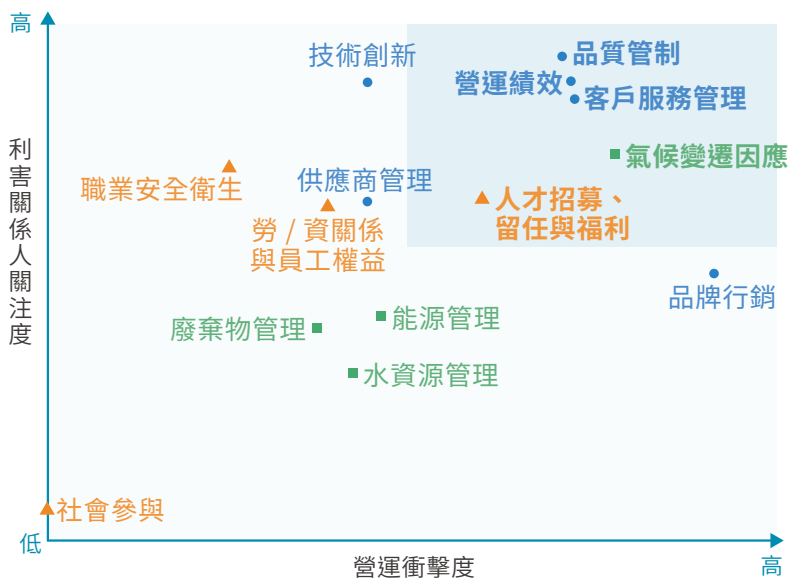 高
利害關係人關注度
技術創新
品質管制
營運績效
客戶服務管理
氣候變遷因應
職業安全衛生
供應商管理
人才招募、
留任與福利
勞 / 資關係
與員工權益
品牌行銷
廢棄物管理
能源管理
水資源管理
社會參與
低
營運衝擊度
高